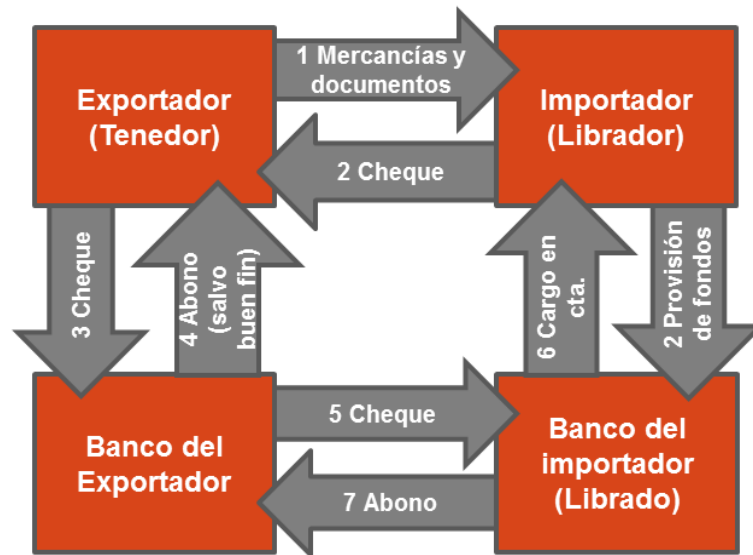 Exportador
(Tenedor)
1 Mercancías y
documentos
Importador
(Librador)
2 Cheque
3 Cheque
4 Abono
(salvo
buen fin)
6 Cargo en
cta.
2 Provisión
de fondos
Banco del
Exportador
5 Cheque
7 Abono
Banco del
importador
(Librado)